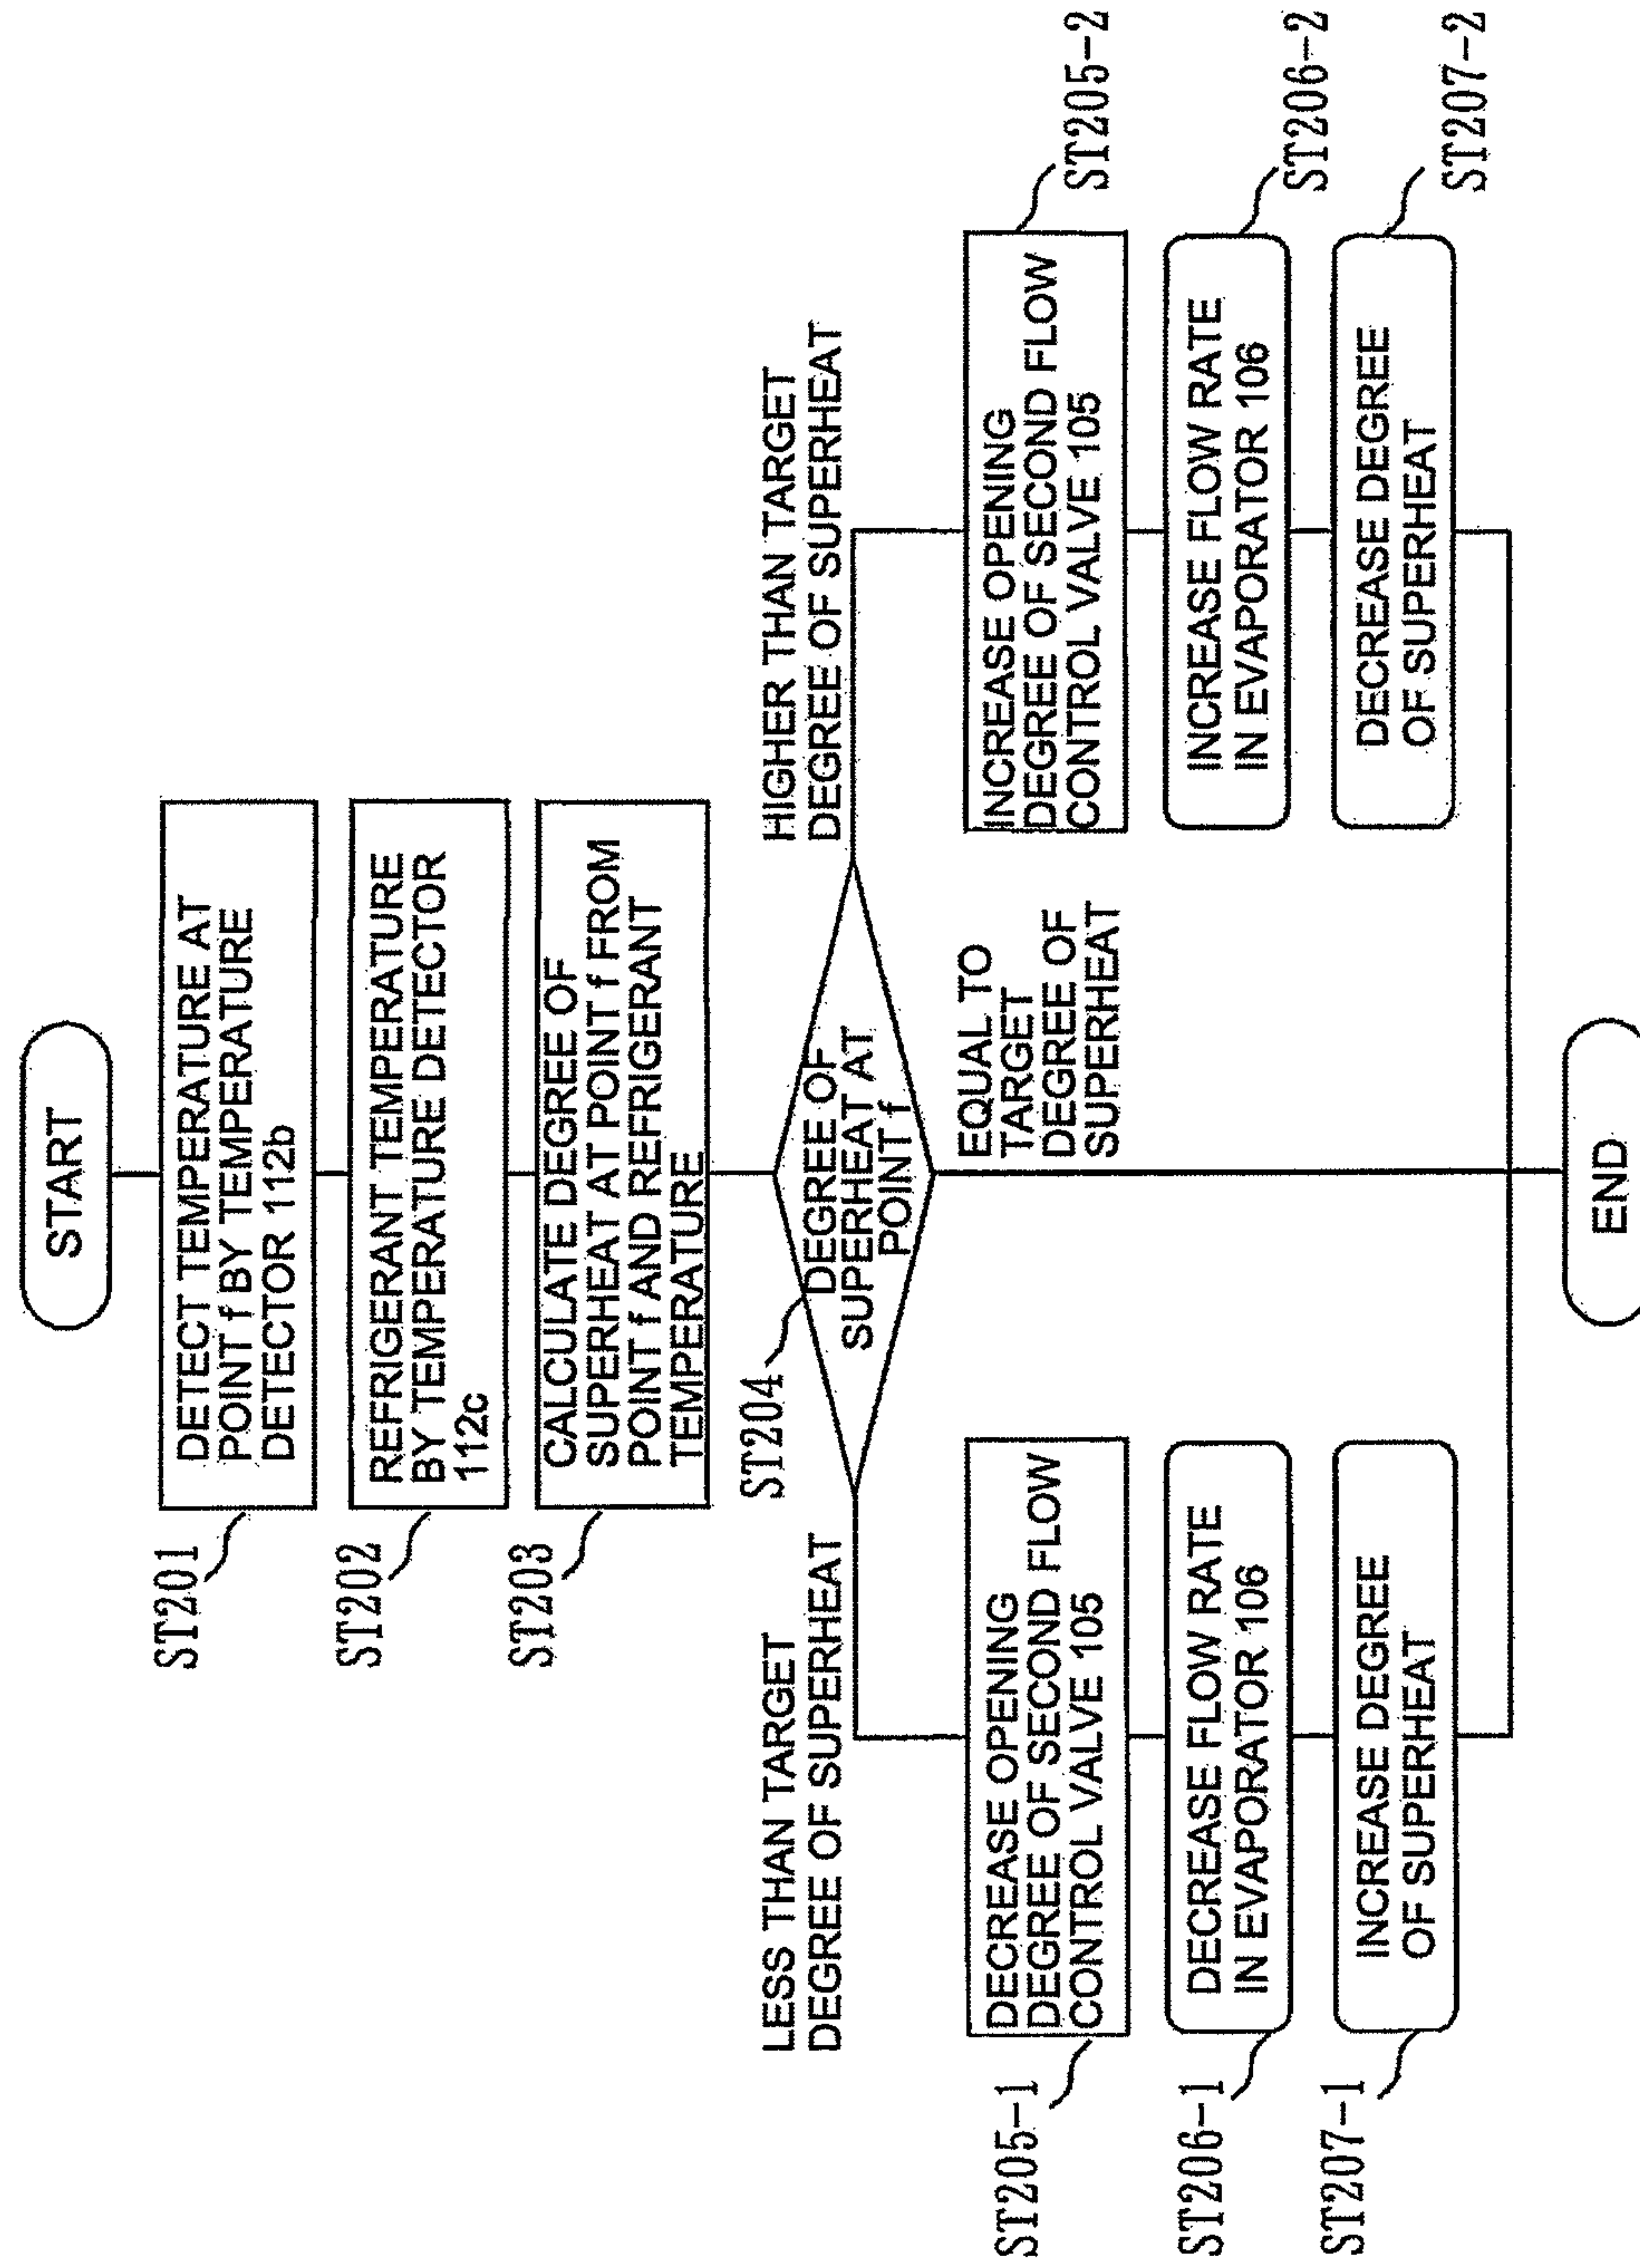 START
ST201
DETECT TEMPERATURE AT
POINT f BY TEMPERATURE
DETECTOR 112b
ST202
REFRIGERANT TEMPERATURE
BY TEMPERATURE DETECTOR
112c
ST203
CALCULATE DEGREE OF
SUPERHEAT AT POINT f FROM
POINT f AND REFRIGERANT
TEMPERATURE
ST204
DEGREE OF
SUPERHEAT AT
POINT f
LESS THAN TARGET
DEGREE OF SUPERHEAT
HIGHER THAN TARGET
DEGREE OF SUPERHEAT
EQUAL TO
TARGET
DEGREE OF
SUPERHEAT
ST205-1
DECREASE OPENING
DEGREE OF SECOND FLOW
CONTROL VALVE 105
ST206-1
DECREASE FLOW RATE
IN EVAPORATOR 106
ST207-1
INCREASE DEGREE
OF SUPERHEAT
INCREASE OPENING
DEGREE OF SECOND FLOW
CONTROL VALVE 105
ST205-2
INCREASE FLOW RATE
IN EVAPORATOR 106
ST206-2
DECREASE DEGREE
OF SUPERHEAT
ST207-2
END